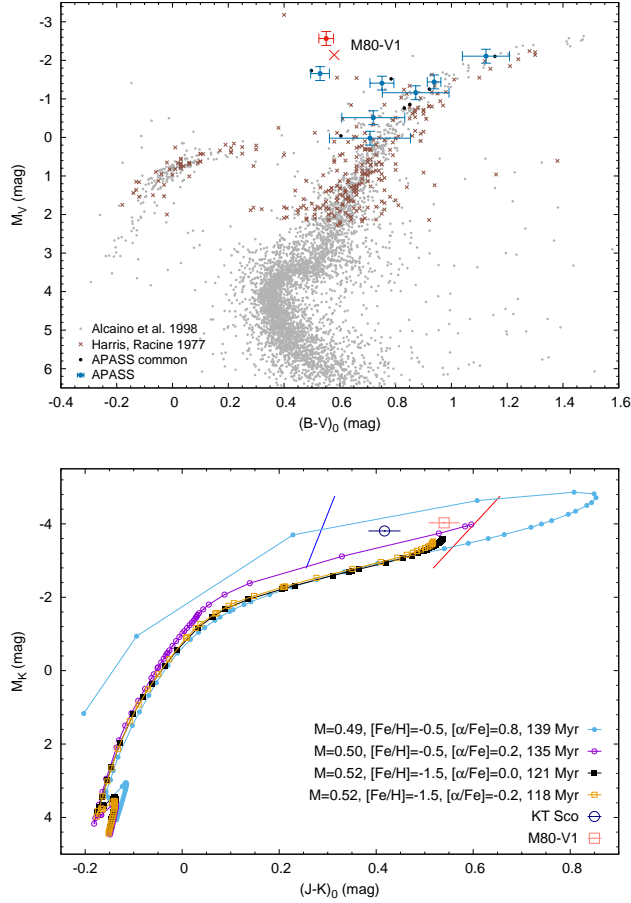 -3
-2
-1
0
1
2
3
4
5
6
M_V (mag)
M80-V1
Alcaino et al. 1998
Harris, Racine 1977
APASS common
APASS
-0.4 -0.2 0 0.2 0.4 0.6 0.8 1 1.2 1.4 1.6
(B-V)_0 (mag)
-4
-2
0
2
4
M_K (mag)
M=0.49, [Fe/H]=-0.5, [α/Fe]=0.8, 139 Myr
M=0.50, [Fe/H]=-0.5, [α/Fe]=0.2, 135 Myr
M=0.52, [Fe/H]=-1.5, [α/Fe]=0.0, 121 Myr
M=0.52, [Fe/H]=-1.5, [α/Fe]=-0.2, 118 Myr
KT Sco
M80-V1
-0.2 0 0.2 0.4 0.6 0.8
(J-K)_0 (mag)